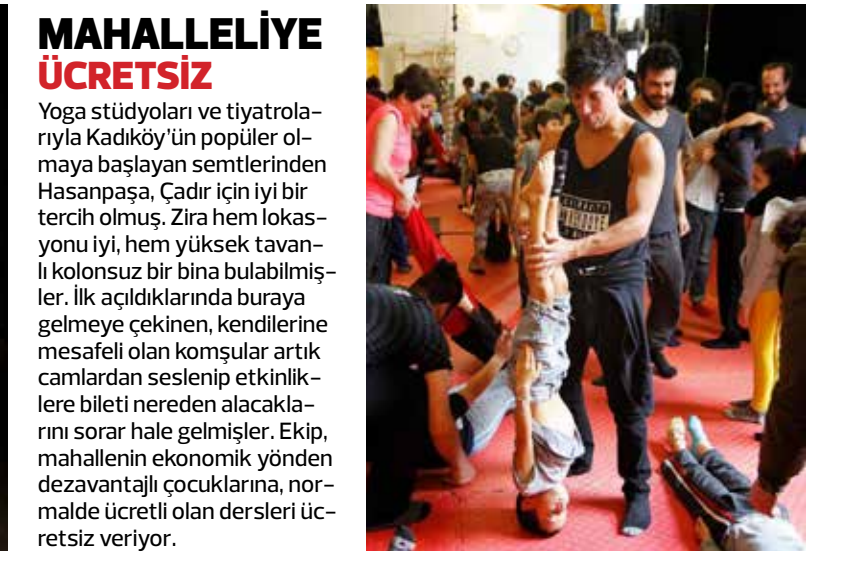 MAHALLELİYE
ÜCRETSİZ
Yoga stüdyoları ve tiyatrola-
rıyla Kadıköy'ün popüler ol-
maya başlayan semtlerinden
Hasanpaşa, Çadır için iyi bir
tercih olmuş. Zira hem lokas-
yonu iyi, hem yüksek tavan-
lı kolonsuz bir bina bulabilmiş-
ler. İlk açıldıklarında buraya
gelmeye çekinen, kendilerine
mesafeli olan komşular artık
camlardan seslenip etkinlik-
lere bileti nereden alacakla-
rını sorar hale gelmişler. Ekip,
mahallenin ekonomik yönden
dezavantajlı çocuklarına, nor-
malde ücretli olan dersleri üc-
retsiz veriyor.